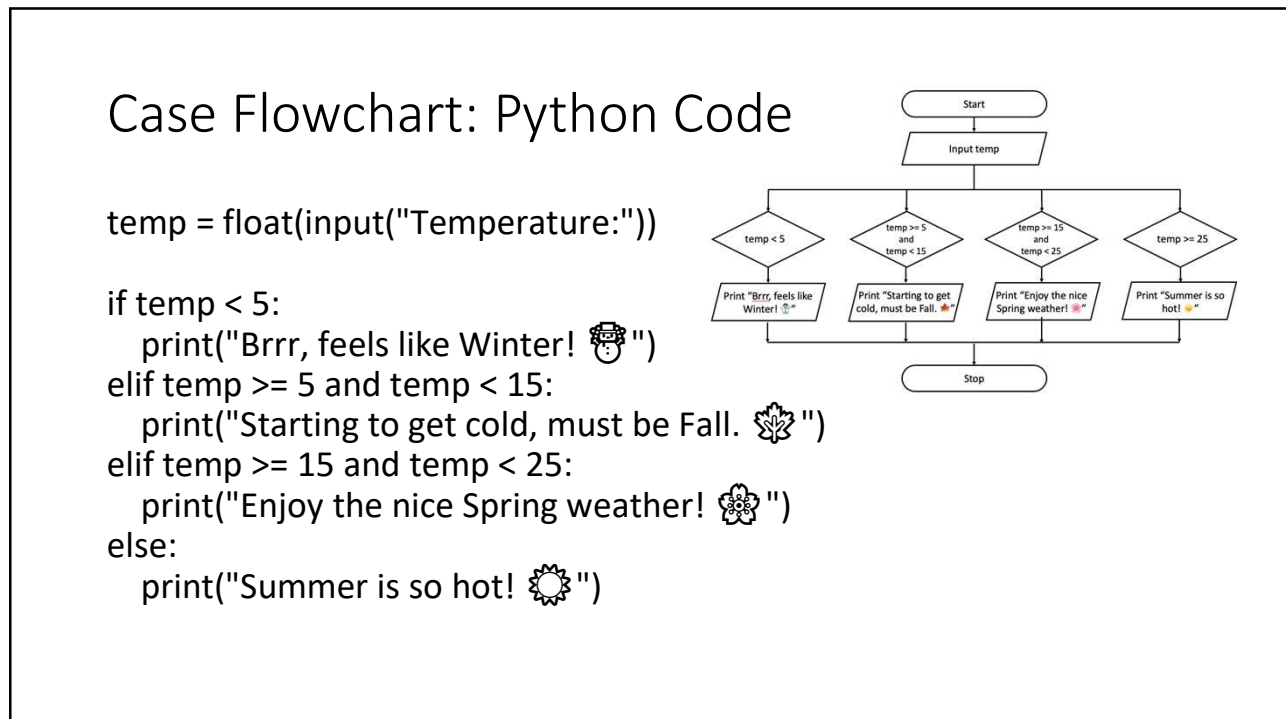 Case Flowchart: Python Code
temp = float(input("Temperature:"))
if temp < 5:
print("Brrr, feels like Winter! ☃")
elif temp >= 5 and temp < 15:
print("Starting to get cold, must be Fall. 🍁")
elif temp >= 15 and temp < 25:
print("Enjoy the nice Spring weather! 🌸")
else:
print("Summer is so hot! ☀")
Start
Input temp
temp < 5
temp >= 5
and
temp < 15
temp >= 15
and
temp < 25
temp >= 25
Print “Brrr, feels like
Winter! ☃”
Print “Starting to get
cold, must be Fall. 🍁”
Print “Enjoy the nice
Spring weather! 🌸”
Print “Summer is so
hot! ☀”
Stop